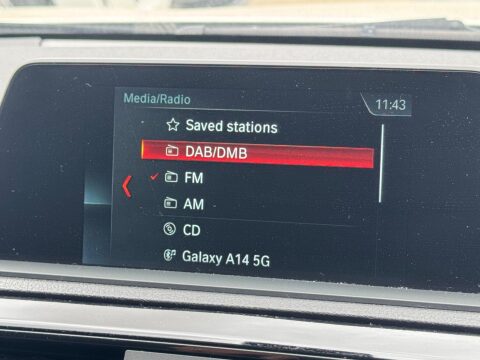 Media/Radio
11:43
Saved stations
DAB/DMB
FM
AM
CD
Galaxy A14 5G